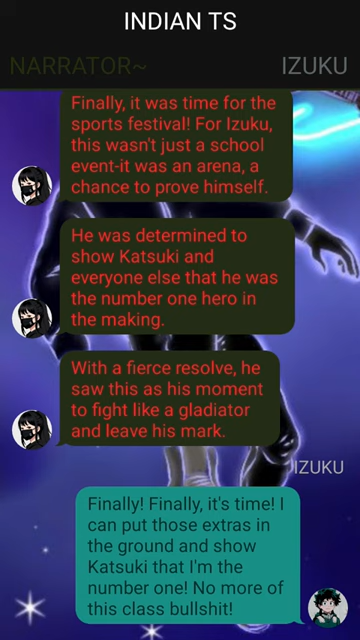 INDIAN TS
NARRATOR~
IZUKU
Finally, it was time for the
sports festival! For Izuku,
this wasn't just a school
event-it was an arena, a
chance to prove himself.
He was determined to
show Katsuki and
everyone else that he was
the number one hero in
the making.
With a fierce resolve, he
saw this as his moment
to fight like a gladiator
and leave his mark.
IZUKU
Finally! Finally, it's time! I
can put those extras in
the ground and show
Katsuki that I'm the
number one! No more of
this class bullshit!